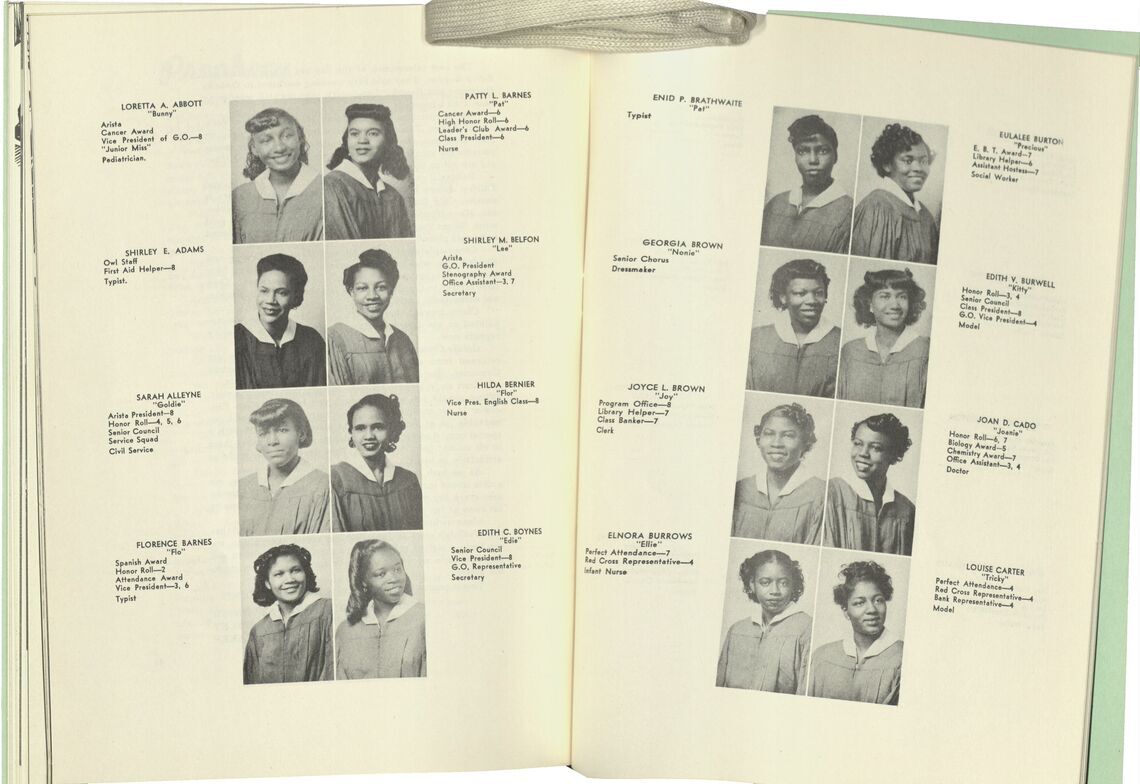 LORETTA A. ABBOTT
"Bunny"
Arista
Cancer Award
Vice President of G.O.—8
"Junior Miss"
Pediatrician.
SHIRLEY E. ADAMS
Owl Staff
First Aid Helper—8
Typist.
SARAH ALLEYNE
"Goldie"
Arista President—8
Honor Roll—4, 5, 6
Senior Council
Service Squad
Civil Service
FLORENCE BARNES
"Flo"
Spanish Award
Honor Roll—2
Attendance Award
Vice President—3, 6
Typist
PATTY L. BARNES
"Pat"
Cancer Award—6
High Honor Roll—6
Leader's Club Award—6
Class President—6
Nurse
SHIRLEY M. BELFON
"Lee"
Arista
G.O. President
Stenography Award
Office Assistant—3, 7
Secretary
HILDA BERNIER
"Flor"
Vice Pres. English Class—8
Nurse
EDITH C. BOYNES
"Edie"
Senior Council
Vice President—8
G.O. Representative
Secretary
ENID P. BRATHWAITE
"Pat"
Typist
GEORGIA BROWN
"Nonie"
Senior Chorus
Dressmaker
JOYCE L. BROWN
"Joy"
Program Office—8
Library Helper—7
Class Banker—7
Clerk
ELNORA BURROWS
"Ellie"
Perfect Attendance—7
Red Cross Representative—4
Infant Nurse
EULALEE BURTON
"Precious"
E. B. T. Award—7
Library Helper—6
Assistant Hostess—7
Social Worker
EDITH V. BURWELL
"Kitty"
Honor Roll—3, 4
Senior Council
Class President—8
G.O. Vice President—4
Model
JOAN D. CADO
"Joanie"
Honor Roll—6, 7
Biology Award—5
Chemistry Award—7
Office Assistant—3, 4
Doctor
LOUISE CARTER
"Tricky"
Perfect Attendance—4
Red Cross Representative—4
Bank Representative—4
Model